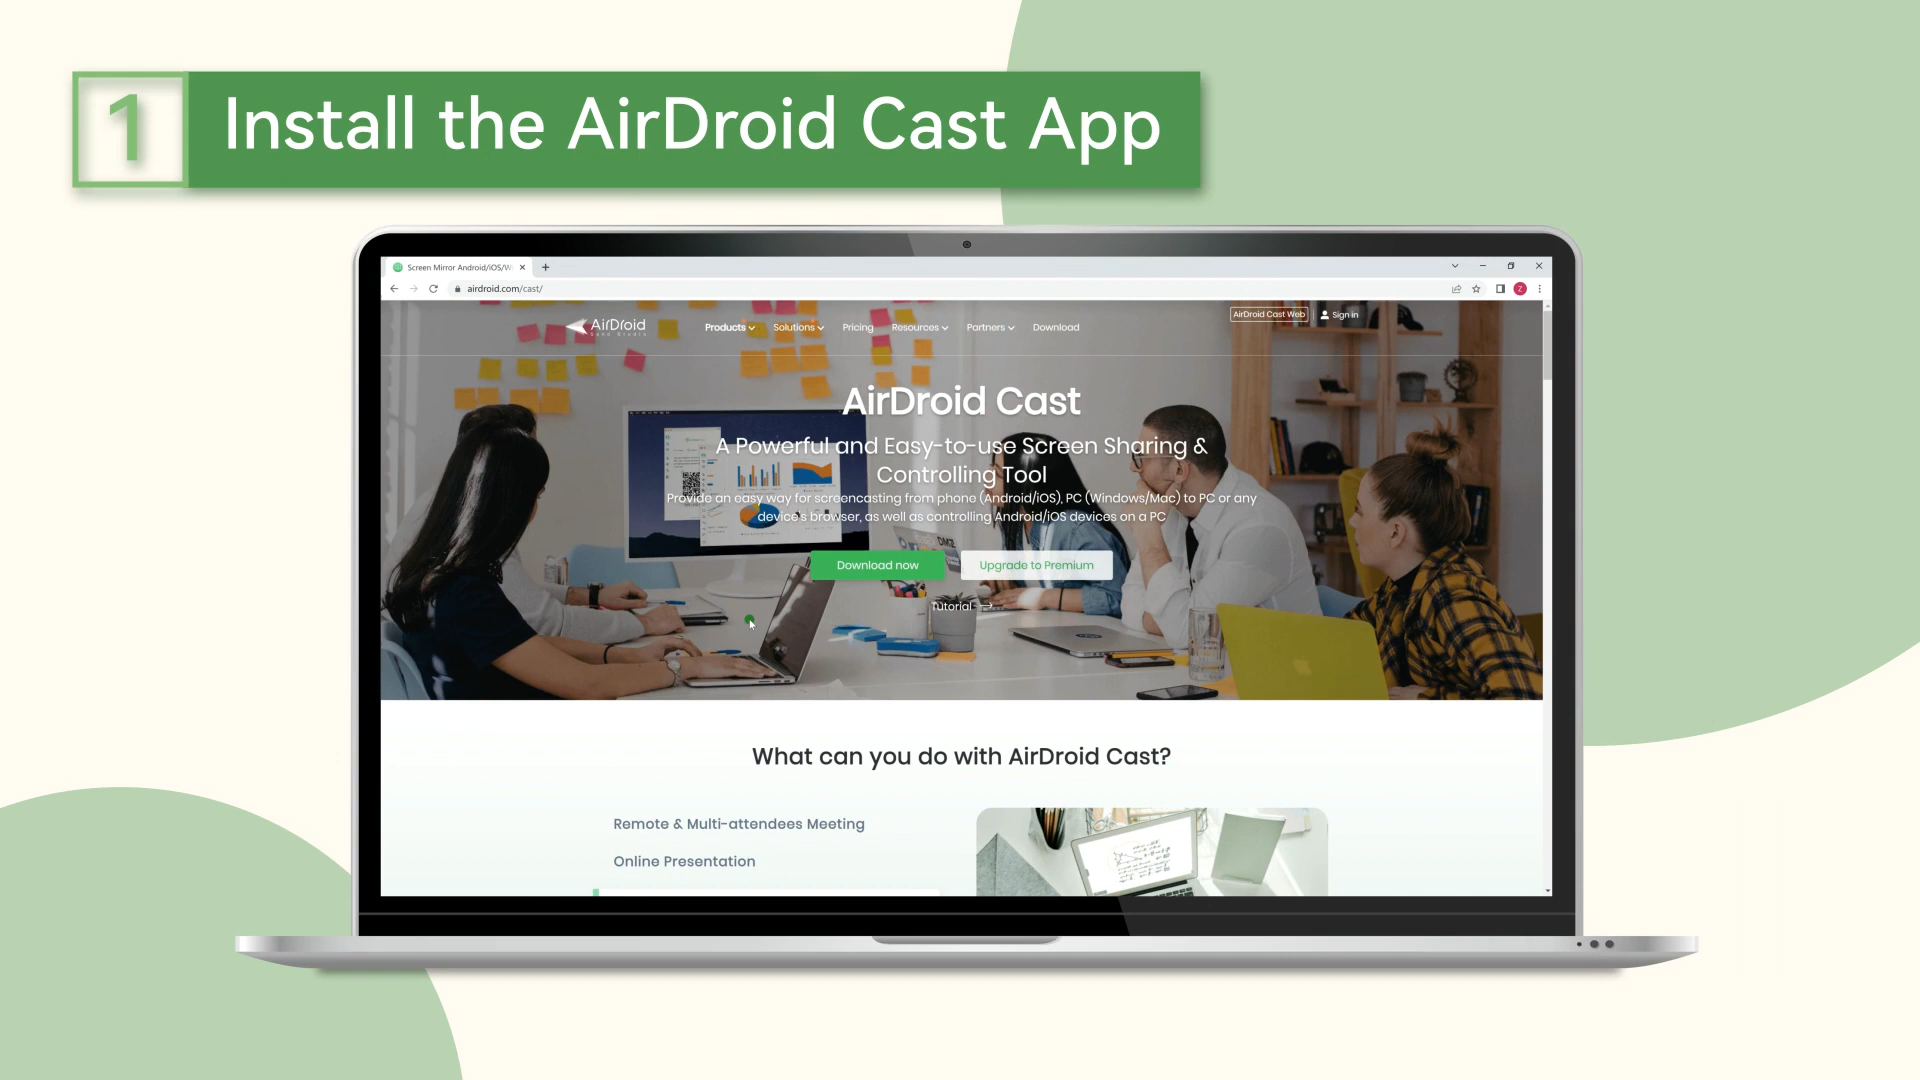 1
Install the AirDroid Cast App
Screen Mirror Android/iOS/Wi
airdroid.com/cast/
Z
AirDroid
Sand Studio
Products
Solutions
Pricing
Resources
Partners
Download
AirDroid Cast Web
Sign in
AirDroid Cast
A Powerful and Easy-to-use Screen Sharing &
Controlling Tool
Provide an easy way for screencasting from phone (Android/iOS), PC (Windows/Mac) to PC or any
device's browser, as well as controlling Android/iOS devices on a PC
Download now
Upgrade to Premium
Tutorial
What can you do with AirDroid Cast?
Remote & Multi-attendees Meeting
Online Presentation